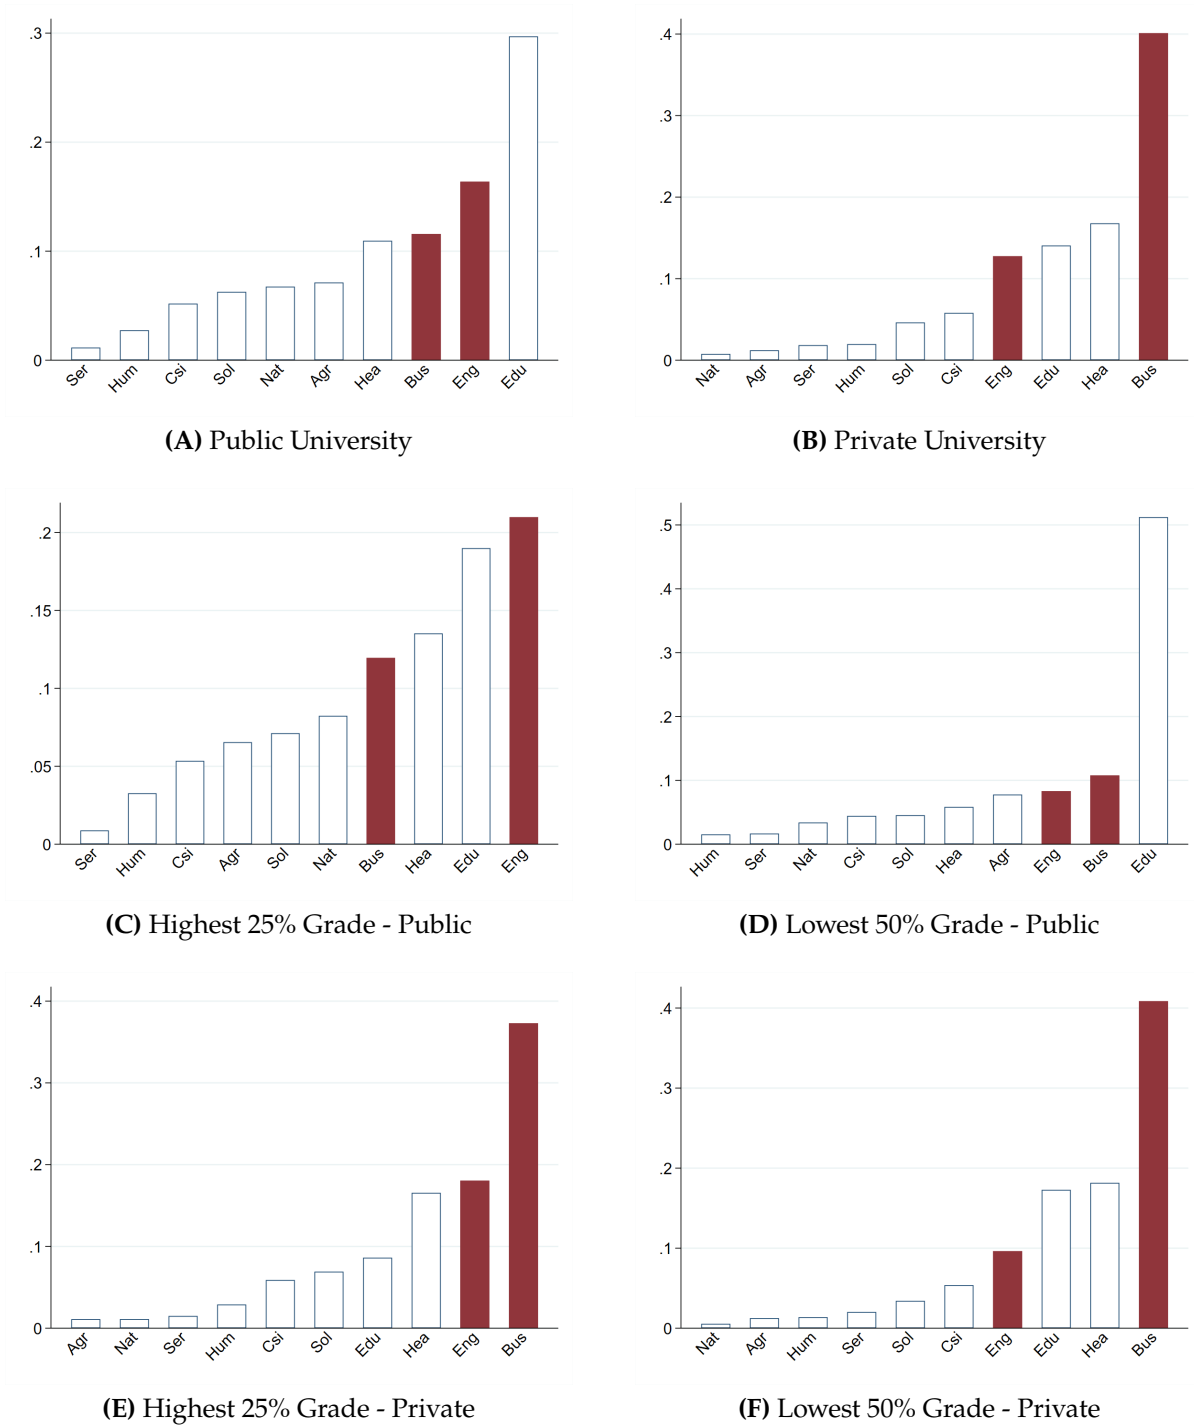 .3
.2
.1
0
Ser Hum Csi Sol Nat Agr Hea Bus Eng Edu
(A) Public University
.4
.3
.2
.1
0
Nat Agr Ser Hum Sol Csi Eng Edu Hea Bus
(B) Private University
.2
.15
.1
.05
0
Ser Hum Csi Agr Sol Nat Bus Hea Edu Eng
(C) Highest 25% Grade - Public
.5
.4
.3
.2
.1
0
Hum Ser Nat Csi Sol Hea Agr Eng Bus Edu
(D) Lowest 50% Grade - Public
.4
.3
.2
.1
0
Agr Nat Ser Hum Csi Sol Edu Hea Eng Bus
(E) Highest 25% Grade - Private
.4
.3
.2
.1
0
Nat Agr Hum Ser Sol Csi Eng Edu Hea Bus
(F) Lowest 50% Grade - Private